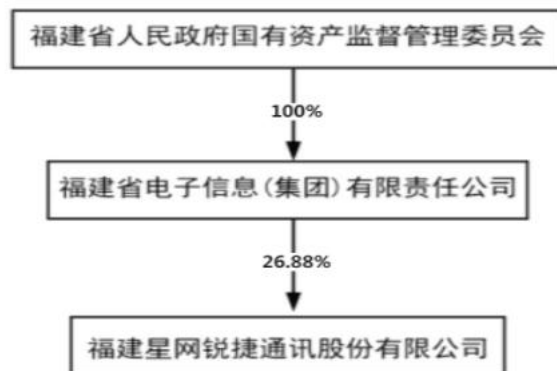 福建省人民政府国有资产监督管理委员会
100%
福建省电子信息(集团)有限责任公司
26.88%
福建星网锐捷通讯股份有限公司